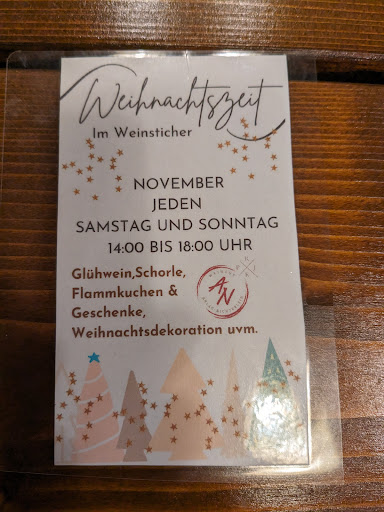 Weihnachtszeit
Im Weinsticher
NOVEMBER
JEDEN
SAMSTAG UND SONNTAG
14:00 BIS 18:00 UHR
Glühwein,Schorle,
Flammkuchen &
Geschenke,
Weihnachtsdekoration uvm.
AN